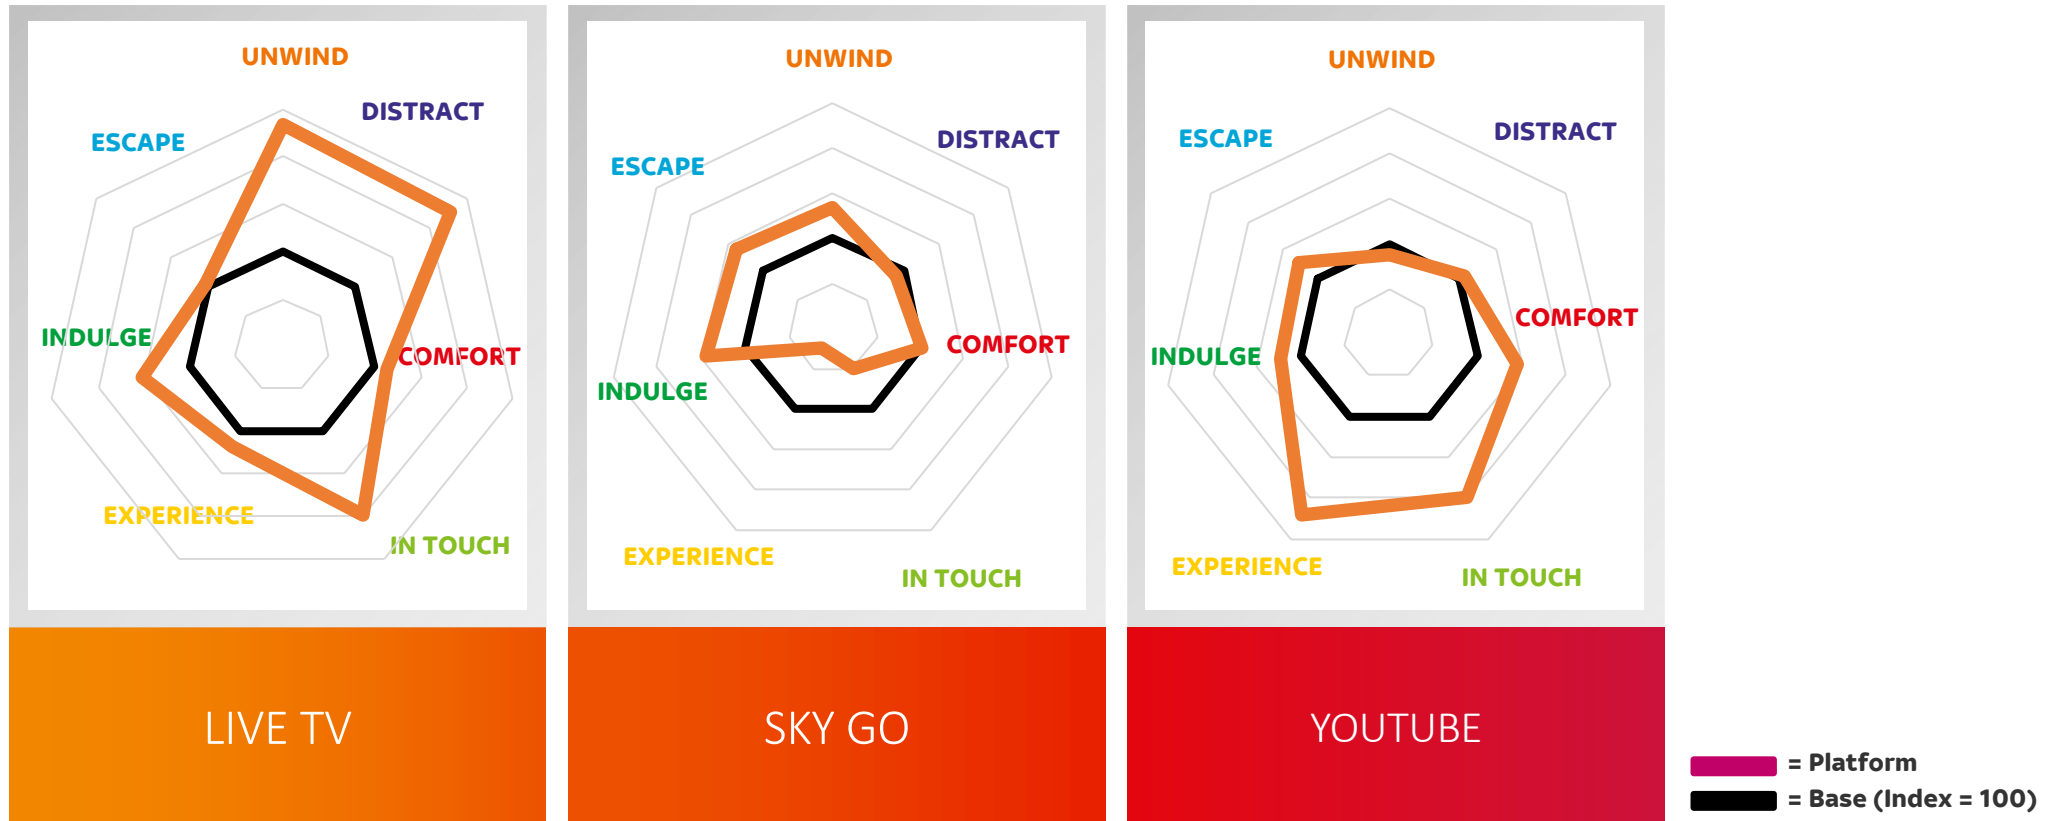 UNWIND
DISTRACT
ESCAPE
INDULGE
COMFORT
EXPERIENCE
IN TOUCH
LIVE TV
UNWIND
DISTRACT
ESCAPE
COMFORT
INDULGE
EXPERIENCE
IN TOUCH
SKY GO
UNWIND
DISTRACT
ESCAPE
COMFORT
INDULGE
EXPERIENCE
IN TOUCH
YOUTUBE
= Platform
= Base (Index = 100)